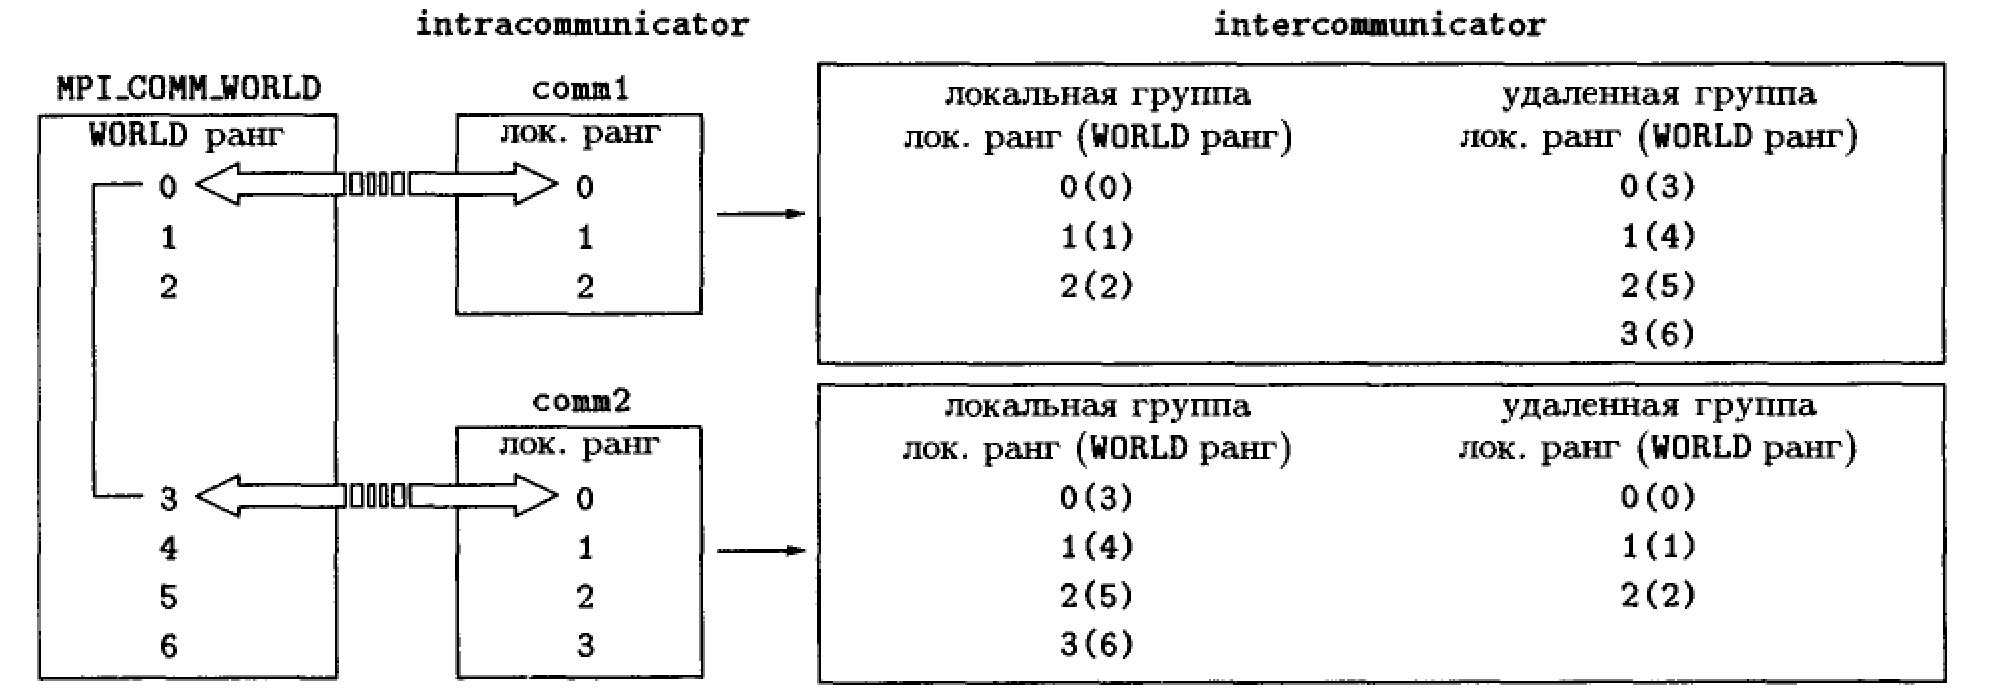 intracommunicator intercommunicator
MPI_COMM_WORLD
WORLD ранг
0
1
2
3
4
5
6
comm1
лок. ранг
0
1
2
comm2
лок. ранг
0
1
2
3
локальная группа удаленная группа
лок. ранг (WORLD ранг) лок. ранг (WORLD ранг)
0(0) 0(3)
1(1) 1(4)
2(2) 2(5)
3(6)
локальная группа удаленная группа
лок. ранг (WORLD ранг) лок. ранг (WORLD ранг)
0(3) 0(0)
1(4) 1(1)
2(5) 2(2)
3(6)